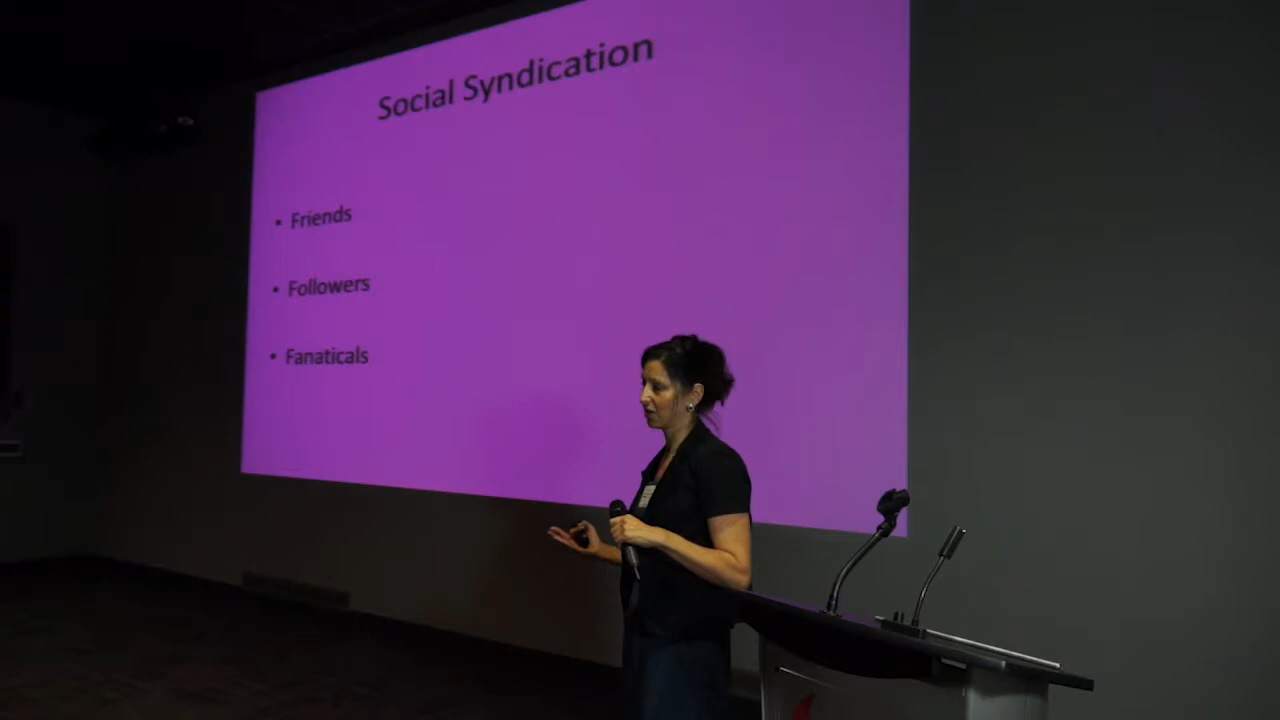 Social Syndication
• Friends
• Followers
• Fanaticals